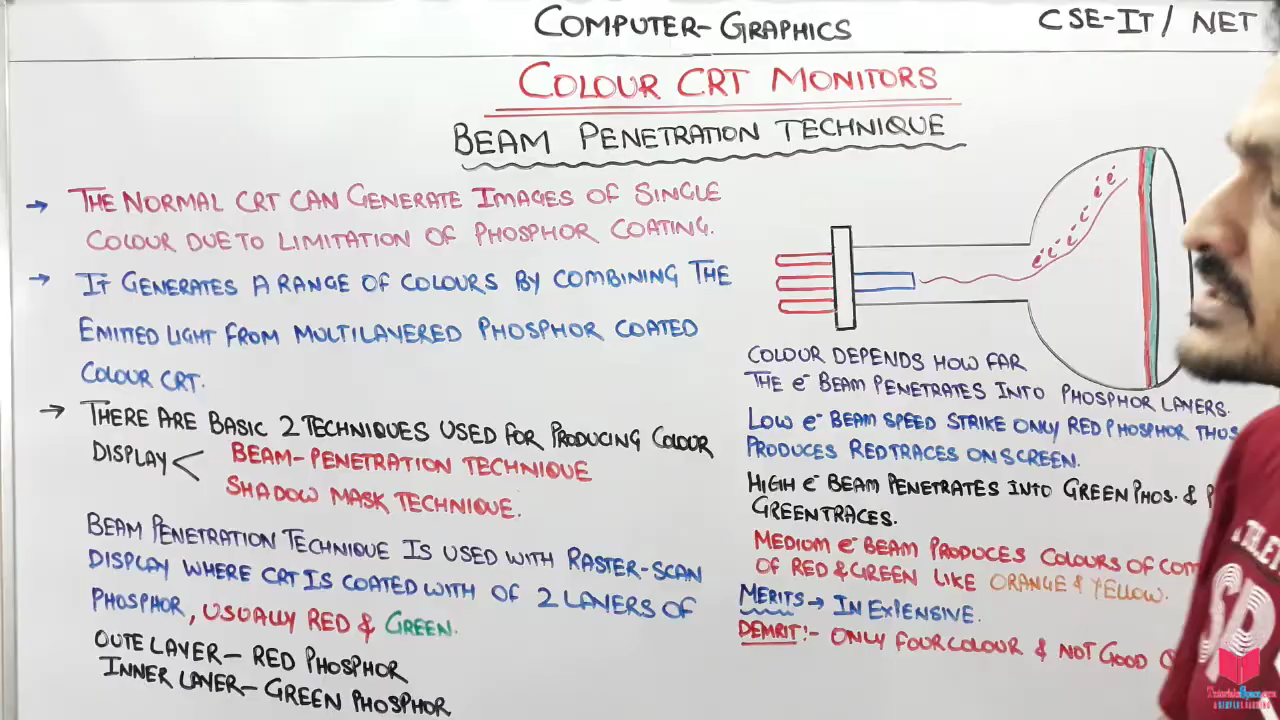 COMPUTER-GRAPHICS
CSE-IT / NET
COLOUR CRT MONITORS
BEAM PENETRATION TECHNIQUE
→ THE NORMAL CRT CAN GENERATE IMAGES OF SINGLE
COLOUR DUE TO LIMITATION OF PHOSPHOR COATING.
→ IT GENERATES A RANGE OF COLOURS BY COMBINING THE
EMITTED LIGHT FROM MULTILAYERED PHOSPHOR COATED
COLOUR CRT.
→ THERE ARE BASIC 2 TECHNIQUES USED FOR PRODUCING COLOUR
DISPLAY
BEAM-PENETRATION TECHNIQUE
SHADOW MASK TECHNIQUE.
BEAM PENETRATION TECHNIQUE IS USED WITH RASTER-SCAN
DISPLAY WHERE CRT IS COATED WITH OF 2 LAYERS OF
PHOSPHOR, USUALLY RED & GREEN.
OUTE LAYER- RED PHOSPHOR
INNER LAYER- GREEN PHOSPHOR
e⁻ e⁻ e⁻ e⁻ e⁻ e⁻ e⁻
COLOUR DEPENDS HOW FAR
THE e⁻ BEAM PENETRATES INTO PHOSPHOR LAYERS.
LOW e⁻ BEAM SPEED STRIKE ONLY RED PHOSPHOR THUS
PRODUCES RED TRACES ON SCREEN.
HIGH e⁻ BEAM PENETRATES INTO GREEN PHOS. &
GREEN TRACES.
MEDIOM e⁻ BEAM PRODUCES COLOURS OF COM
OF RED & GREEN LIKE ORANGE & YELLOW.
MERITS → INEXPENSIVE.
DEMRIT:- ONLY FOUR COLOUR & NOT GOOD
ATHLETIC
TutorialsSpace.com